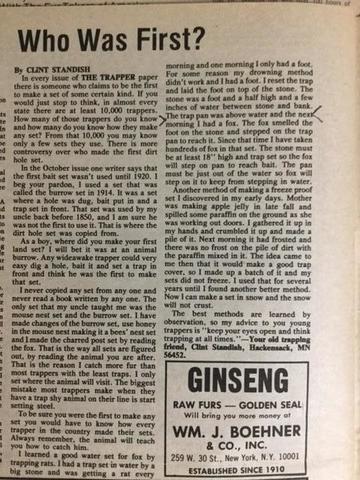 Who Was First?
By CLINT STANDISH
In every issue of THE TRAPPER paper
there is someone who claims to be the first
to make a set of some certain kind. If you
would just stop to think, in almost every
state there are at least 10,000 trappers.
How many of those trappers do you know
and how many do you know how they make
any set? From that 10,000 you may know
only a few sets they use. There is more
controversy over who made the first dirt
hole set.
In the October issue one writer says that
the first bait set wasn't used until 1920. I
beg your pardon, I used a set that was
called the burrow set in 1914. It was a set
where a hole was dug, bait put in and a
trap set in front. That set was used by my
uncle back before 1850, and I am sure he
was not the first to use it. That is where the
dirt hole set was copied from.
As a boy, where did you make your first
land set? I will bet it was at an animal
burrow. Any wideawake trapper could very
easy dig a hole, bait it and set a trap in
front and think he was the first to make
that set.
I never copied any set from any one and
never read a book written by any one. The
only set that my uncle taught me was the
mouse nest set and the burrow set. I have
made changes of the burrow set, use honey
in the mouse nest making it a bees' nest set
and I made the charred post set by reading
the fox. That is the way all sets are figured
out, by reading the animal you are after.
That is the reason I catch more fur than
most trappers with the least traps. I only
set where the animal will visit. The biggest
mistake most trappers make when they
have a trap shy animal on their line is start
setting steel.
To be sure you were the first to make any
set you would have to know how every
trapper in the country made their sets.
Always remember, the animal will teach
you how to catch him.
I learned a good water set for fox by
trapping rats. I had a trap set in water by a
big stone and was getting a rat every
morning and one morning I only had a foot.
For some reason my drowning method
didn't work and I had a foot. I reset the trap
and laid the foot on top of the stone. The
stone was a foot and a half high and a few
inches of water between stone and bank.
The trap pan was above water and the next
morning I had a fox. The fox smelled the
foot on the stone and stepped on the trap
pan to reach it. Since that time I have taken
hundreds of fox in that set. The stone must
be at least 18" high and trap set so the fox
will step on pan to reach bait. The pan
must be just out of the water so fox will
step on it to keep from stepping in water.
Another method of making a freeze proof
set I discovered in my early days. Mother
was making apple jelly in late fall and
spilled some paraffin on the ground as she
was working out doors. I gathered it up in
my hands and crumbled it up and made a
pile of it. Next morning it had frosted and
there was no frost on the pile of dirt with
the paraffin mixed in it. The idea came to
me then that it would make a good trap
cover, so I made up a batch of it and my
sets did not freeze. I used that for several
years until I found another better method.
Now I can make a set in snow and the snow
will not crust.
The best methods are learned by
observation, so my advice to you young
trappers is "keep your eyes open and think
trapping at all times."—Your old trapping
friend, Clint Standish, Hackensack, MN
56452.
GINSENG
RAW FURS — GOLDEN SEAL
Will bring you more money at
WM. J. BOEHNER
& CO., INC.
259 W. 30 St., New York, N.Y. 10001
ESTABLISHED SINCE 1910